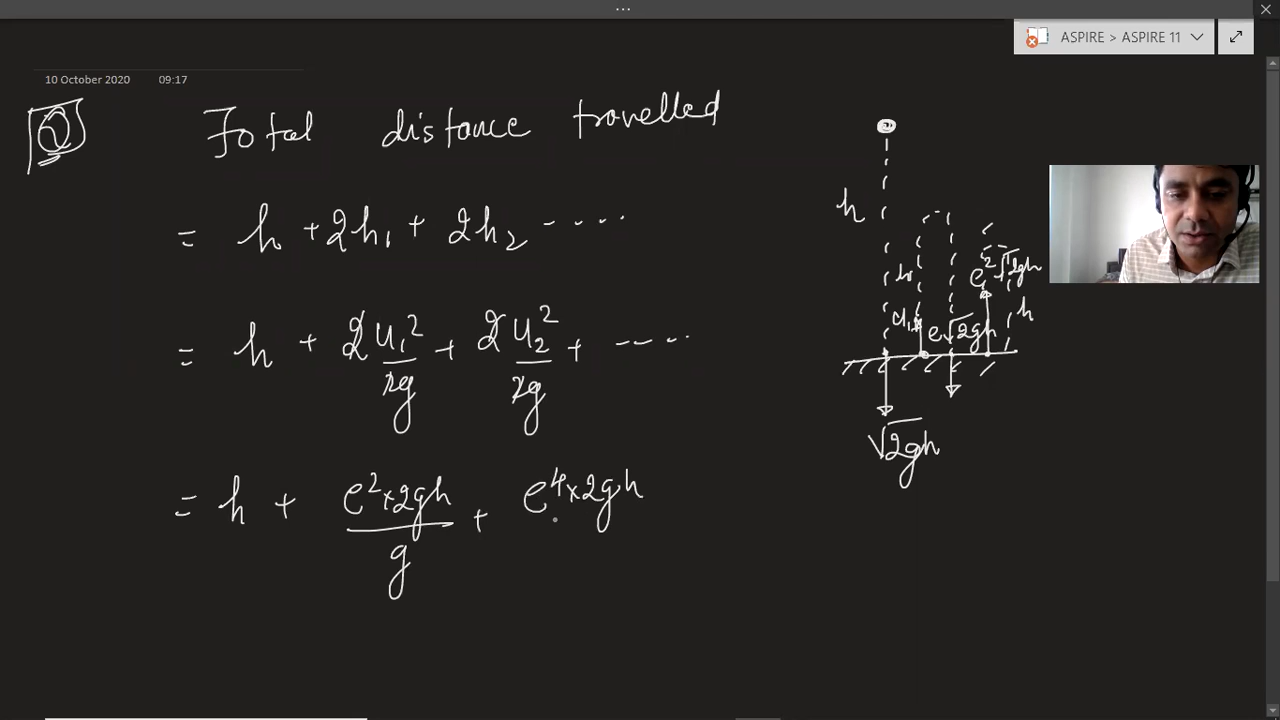 ...
ASPIRE > ASPIRE 11
10 October 2020 09:17
Q Total distance travelled
= h + 2h₁ + 2h₂ .....
= h + 2u₁²/2g + 2u₂²/2g + .....
= h + e²×2gh/g + e⁴×2gh
h
h₁
u₁
e√2gh
e²√2gh
h
√2gh